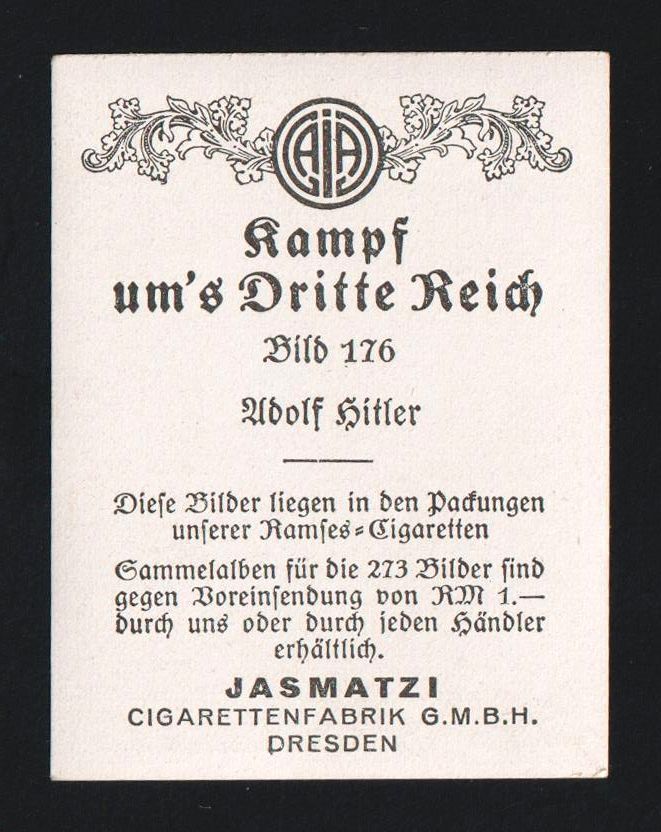 Kampf
um's Dritte Reich
Bild 176
Adolf Hitler
Diese Bilder liegen in den Packungen
unserer Ramses-Cigaretten
Sammelalben für die 273 Bilder sind
gegen Voreinsendung von RM 1.—
durch uns oder durch jeden Händler
erhältlich.
JASMATZI
CIGARETTENFABRIK G.M.B.H.
DRESDEN